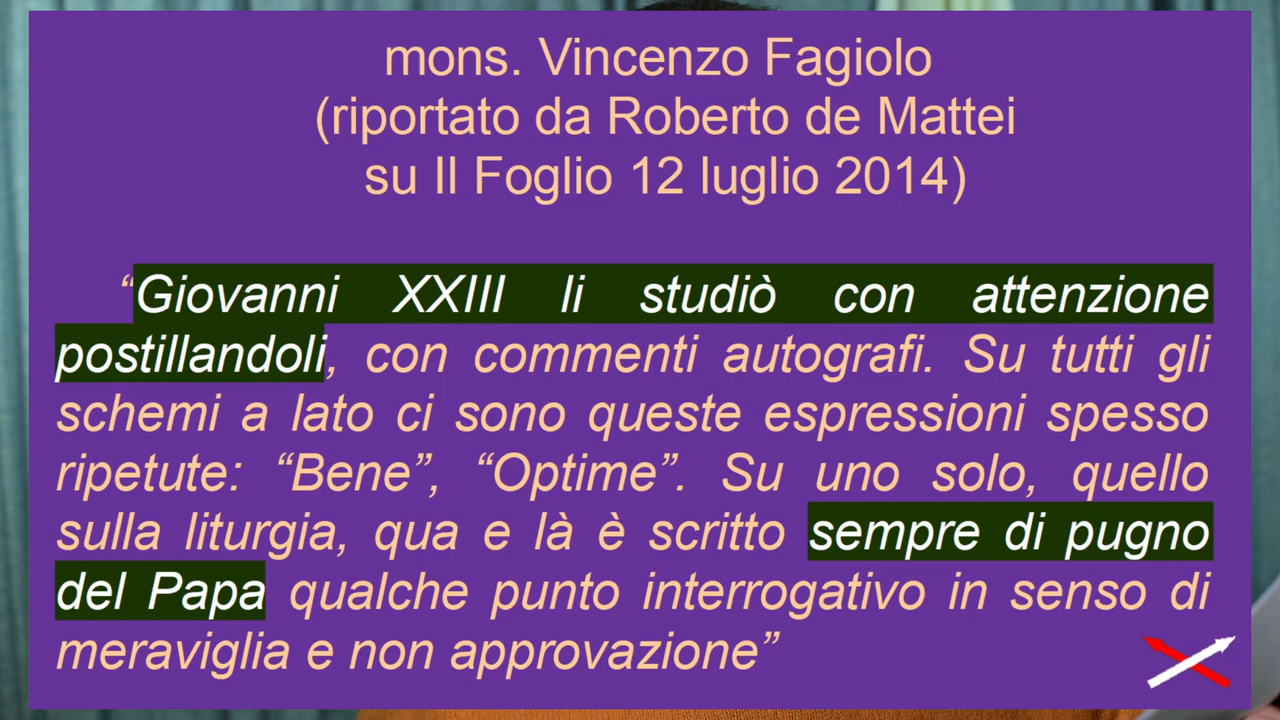 mons. Vincenzo Fagiolo
(riportato da Roberto de Mattei
su Il Foglio 12 luglio 2014)
“Giovanni XXIII li studiò con attenzione
postillandoli, con commenti autografi. Su tutti gli
schemi a lato ci sono queste espressioni spesso
ripetute: “Bene”, “Optime”. Su uno solo, quello
sulla liturgia, qua e là è scritto sempre di pugno
del Papa qualche punto interrogativo in senso di
meraviglia e non approvazione”